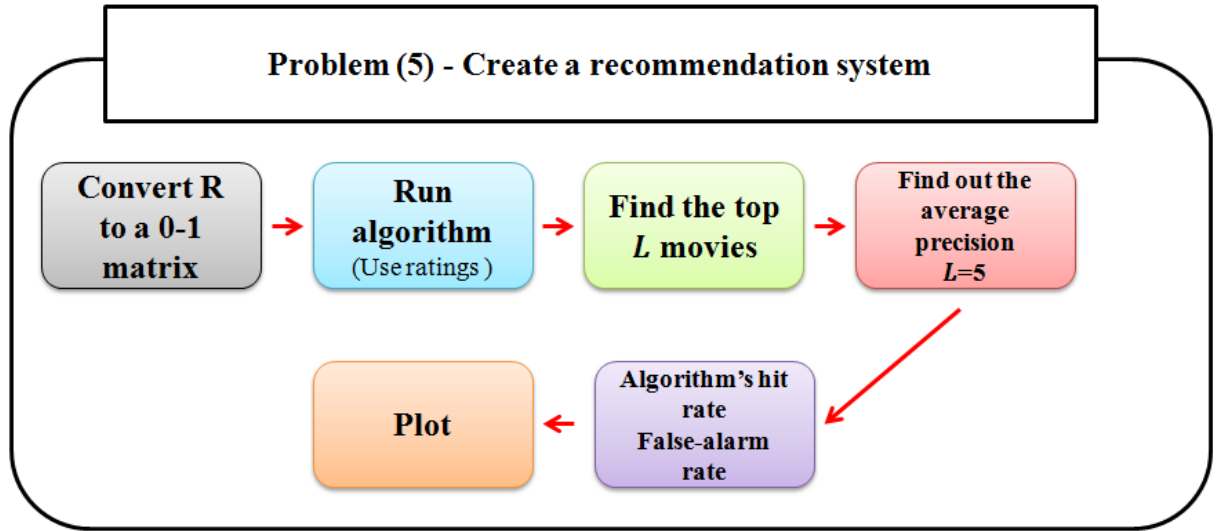 Problem (5) - Create a recommendation system
Convert R
to a 0-1
matrix
Run
algorithm
(Use ratings )
Find the top
L movies
Find out the
average
precision
L=5
Algorithm's hit
rate
False-alarm
rate
Plot